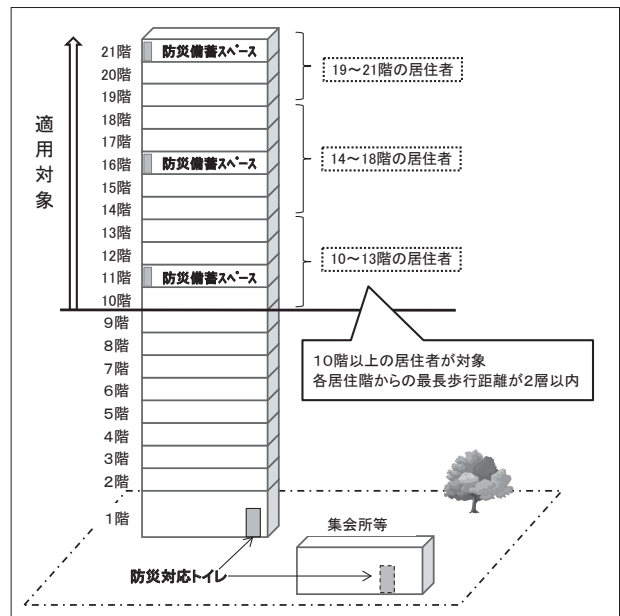 21階 防災備蓄スペース
20階
19階
19～21階の居住者
18階
17階
16階 防災備蓄スペース
15階
14階
14～18階の居住者
13階
12階
11階 防災備蓄スペース
10階
10～13階の居住者
適用対象
9階
8階
7階
6階
5階
4階
3階
2階
1階
10階以上の居住者が対象
各居住階からの最長歩行距離が2層以内
集会所等
防災対応トイレ